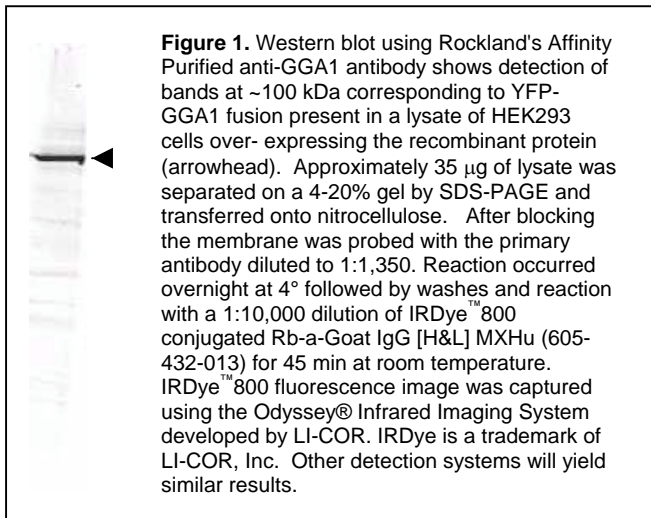 Figure 1. Western blot using Rockland's Affinity
Purified anti-GGA1 antibody shows detection of
bands at ~100 kDa corresponding to YFP-
GGA1 fusion present in a lysate of HEK293
cells over- expressing the recombinant protein
(arrowhead).  Approximately 35 μg of lysate was
separated on a 4-20% gel by SDS-PAGE and
transferred onto nitrocellulose.   After blocking
the membrane was probed with the primary
antibody diluted to 1:1,350. Reaction occurred
overnight at 4° followed by washes and reaction
with a 1:10,000 dilution of IRDye™800
conjugated Rb-a-Goat IgG [H&L] MXHu (605-
432-013) for 45 min at room temperature.
IRDye™800 fluorescence image was captured
using the Odyssey® Infrared Imaging System
developed by LI-COR. IRDye is a trademark of
LI-COR, Inc.  Other detection systems will yield
similar results.